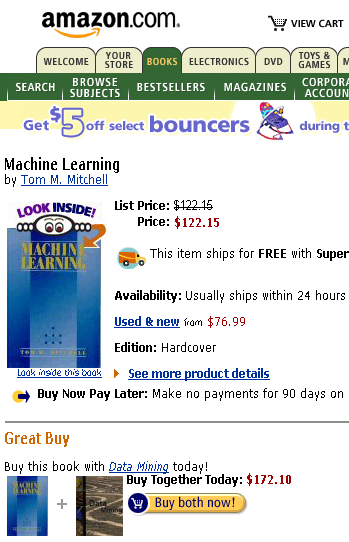 amazon.com.
VIEW CART
WELCOME YOUR STORE BOOKS ELECTRONICS DVD TOYS & GAMES
SEARCH BROWSE SUBJECTS BESTSELLERS MAGAZINES CORPORA ACCOUN
Get $5 off select bouncers during t
Machine Learning
by Tom M. Mitchell
LOOK INSIDE!
MACHINE LEARNING
TOM M. MITCHELL
Look inside this book
List Price: $122.15
Price: $122.15
This item ships for FREE with Super
Availability: Usually ships within 24 hours
Used & new from $76.99
Edition: Hardcover
See more product details
Buy Now Pay Later: Make no payments for 90 days on
Great Buy
Buy this book with Data Mining today!
MACHINE LEARNING
+
Data Mining
Buy Together Today: $172.10
Buy both now!